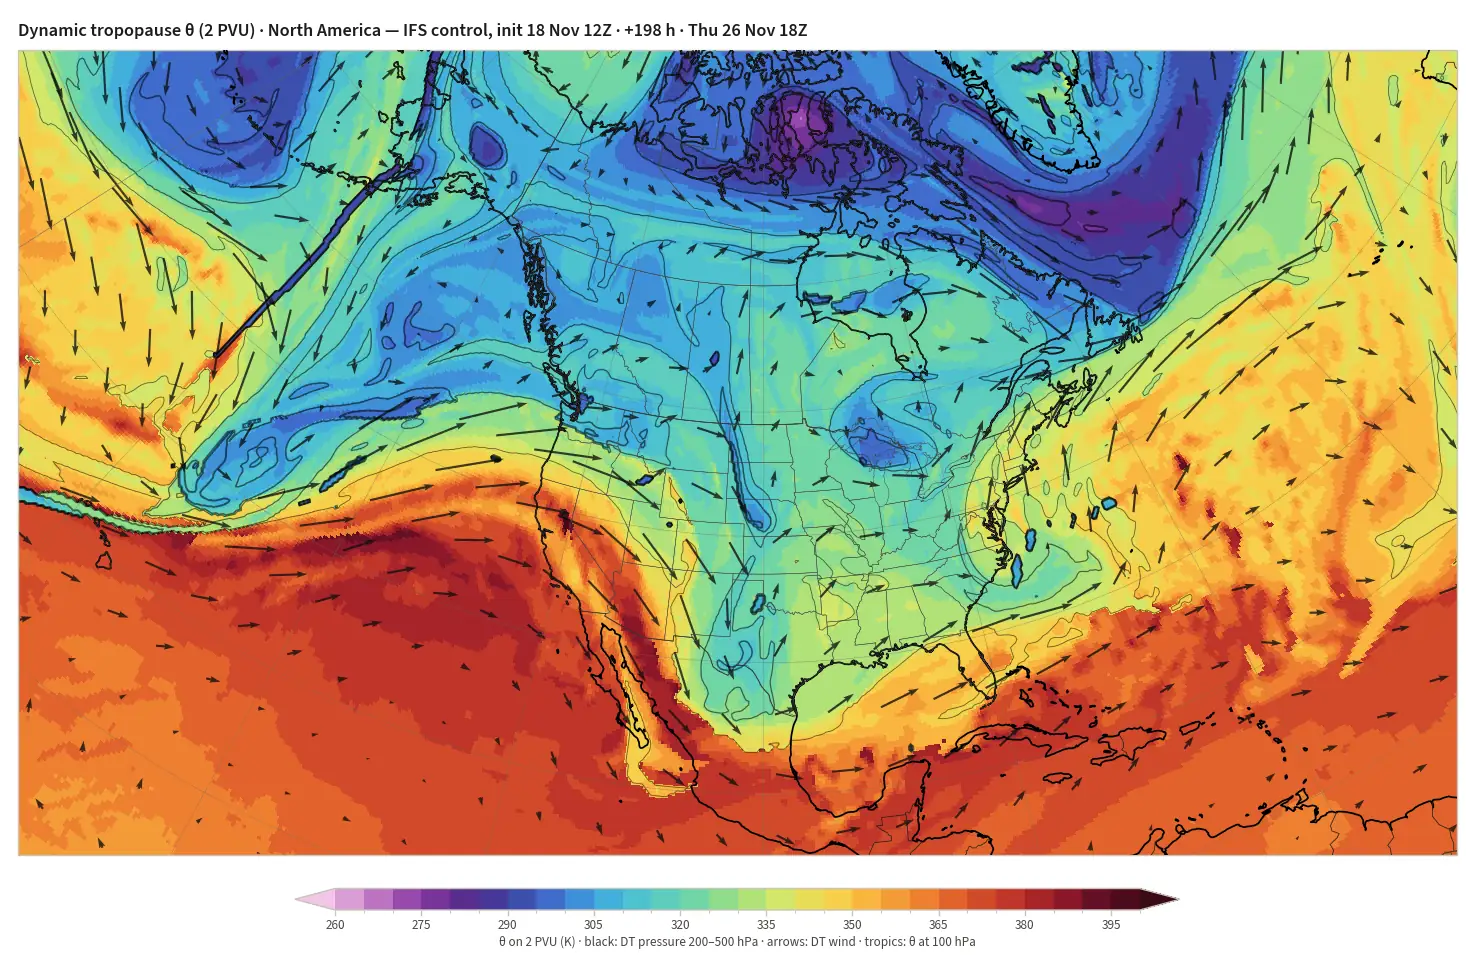 Dynamic tropopause θ (2 PVU) · North America — IFS control, init 18 Nov 12Z · +198 h · Thu 26 Nov 18Z
260 275 290 305 320 335 350 365 380 395
θ on 2 PVU (K) · black: DT pressure 200–500 hPa · arrows: DT wind · tropics: θ at 100 hPa